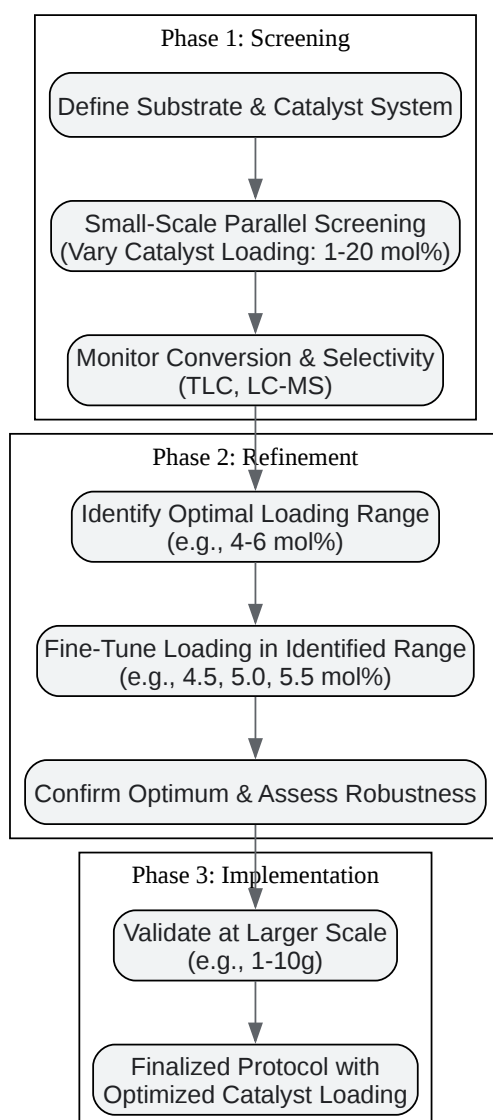 Phase 1: Screening
Define Substrate & Catalyst System
Small-Scale Parallel Screening
(Vary Catalyst Loading: 1-20 mol%)
Monitor Conversion & Selectivity
(TLC, LC-MS)
Phase 2: Refinement
Identify Optimal Loading Range
(e.g., 4-6 mol%)
Fine-Tune Loading in Identified Range
(e.g., 4.5, 5.0, 5.5 mol%)
Confirm Optimum & Assess Robustness
Phase 3: Implementation
Validate at Larger Scale
(e.g., 1-10g)
Finalized Protocol with
Optimized Catalyst Loading